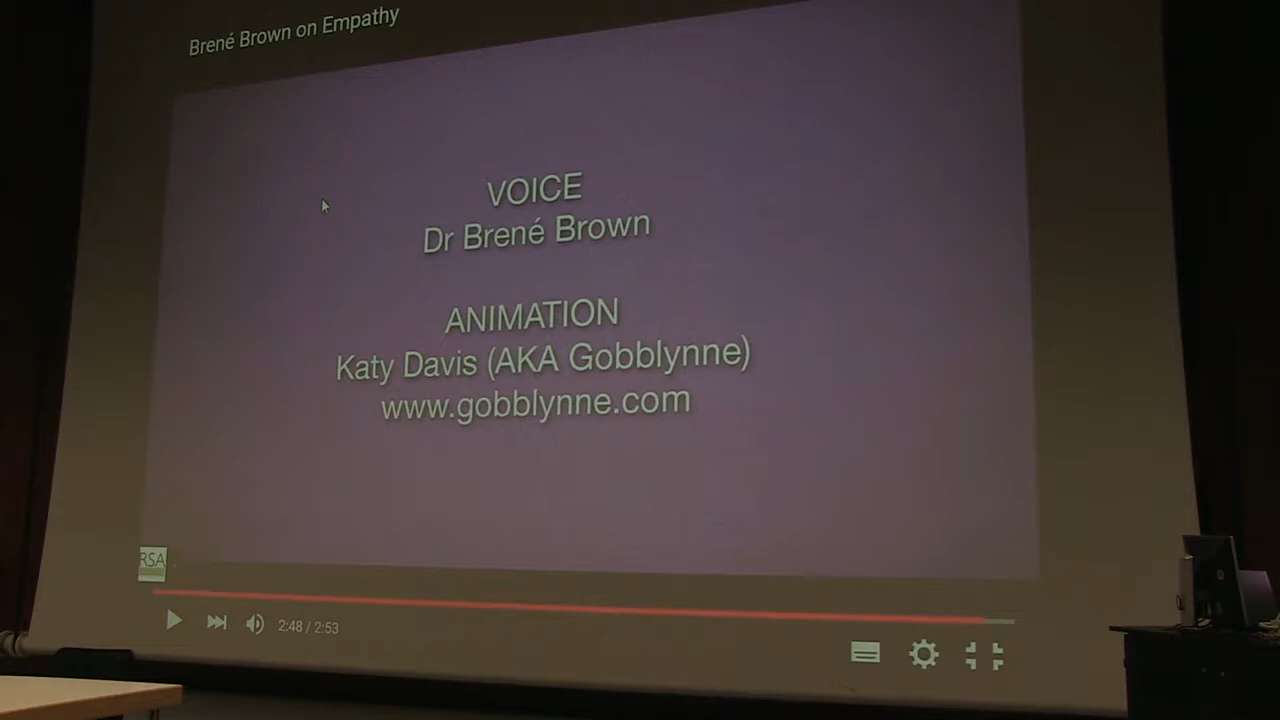 Brené Brown on Empathy
VOICE
Dr Brené Brown
ANIMATION
Katy Davis (AKA Gobblynne)
www.gobblynne.com
RSA
2:48 / 2:53